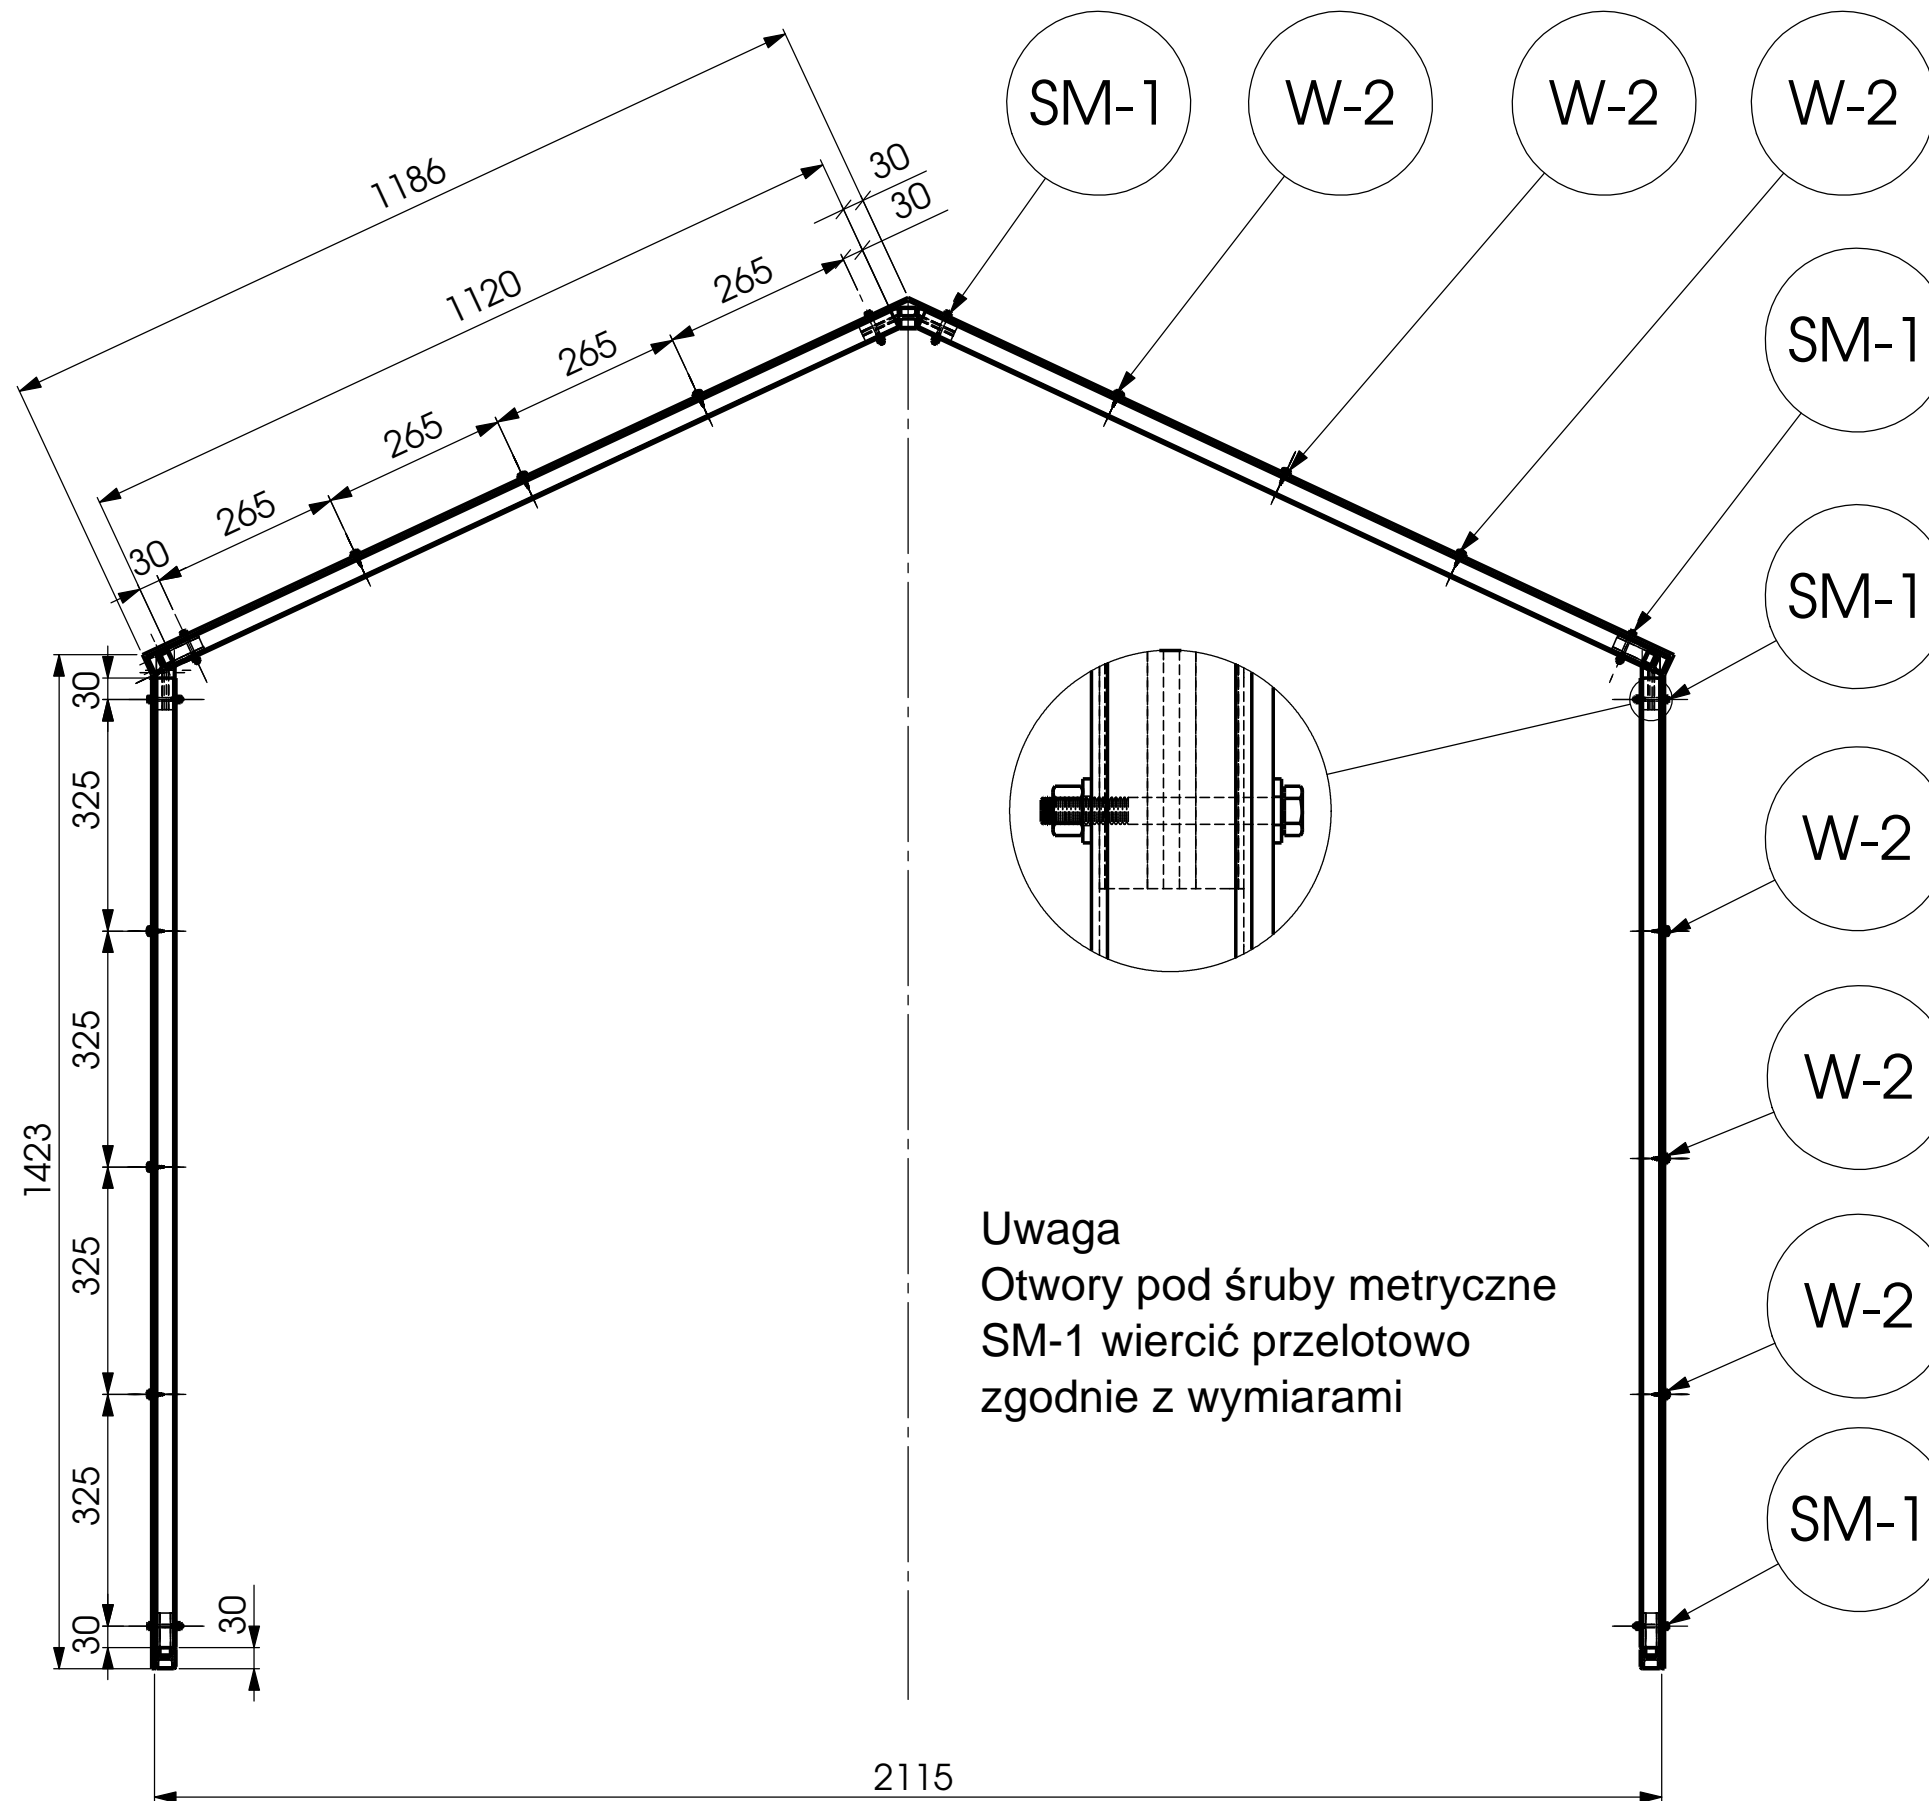 SM-1
W-2
W-2
W-2
1186
30
30
1120
265
265
265
265
30
SM-1
SM-1
30
325
W-2
325
W-2
1423
325
W-2
325
SM-1
30
30
Uwaga
Otwory pod śruby metryczne
SM-1 wiercić przelotowo
zgodnie z wymiarami
2115